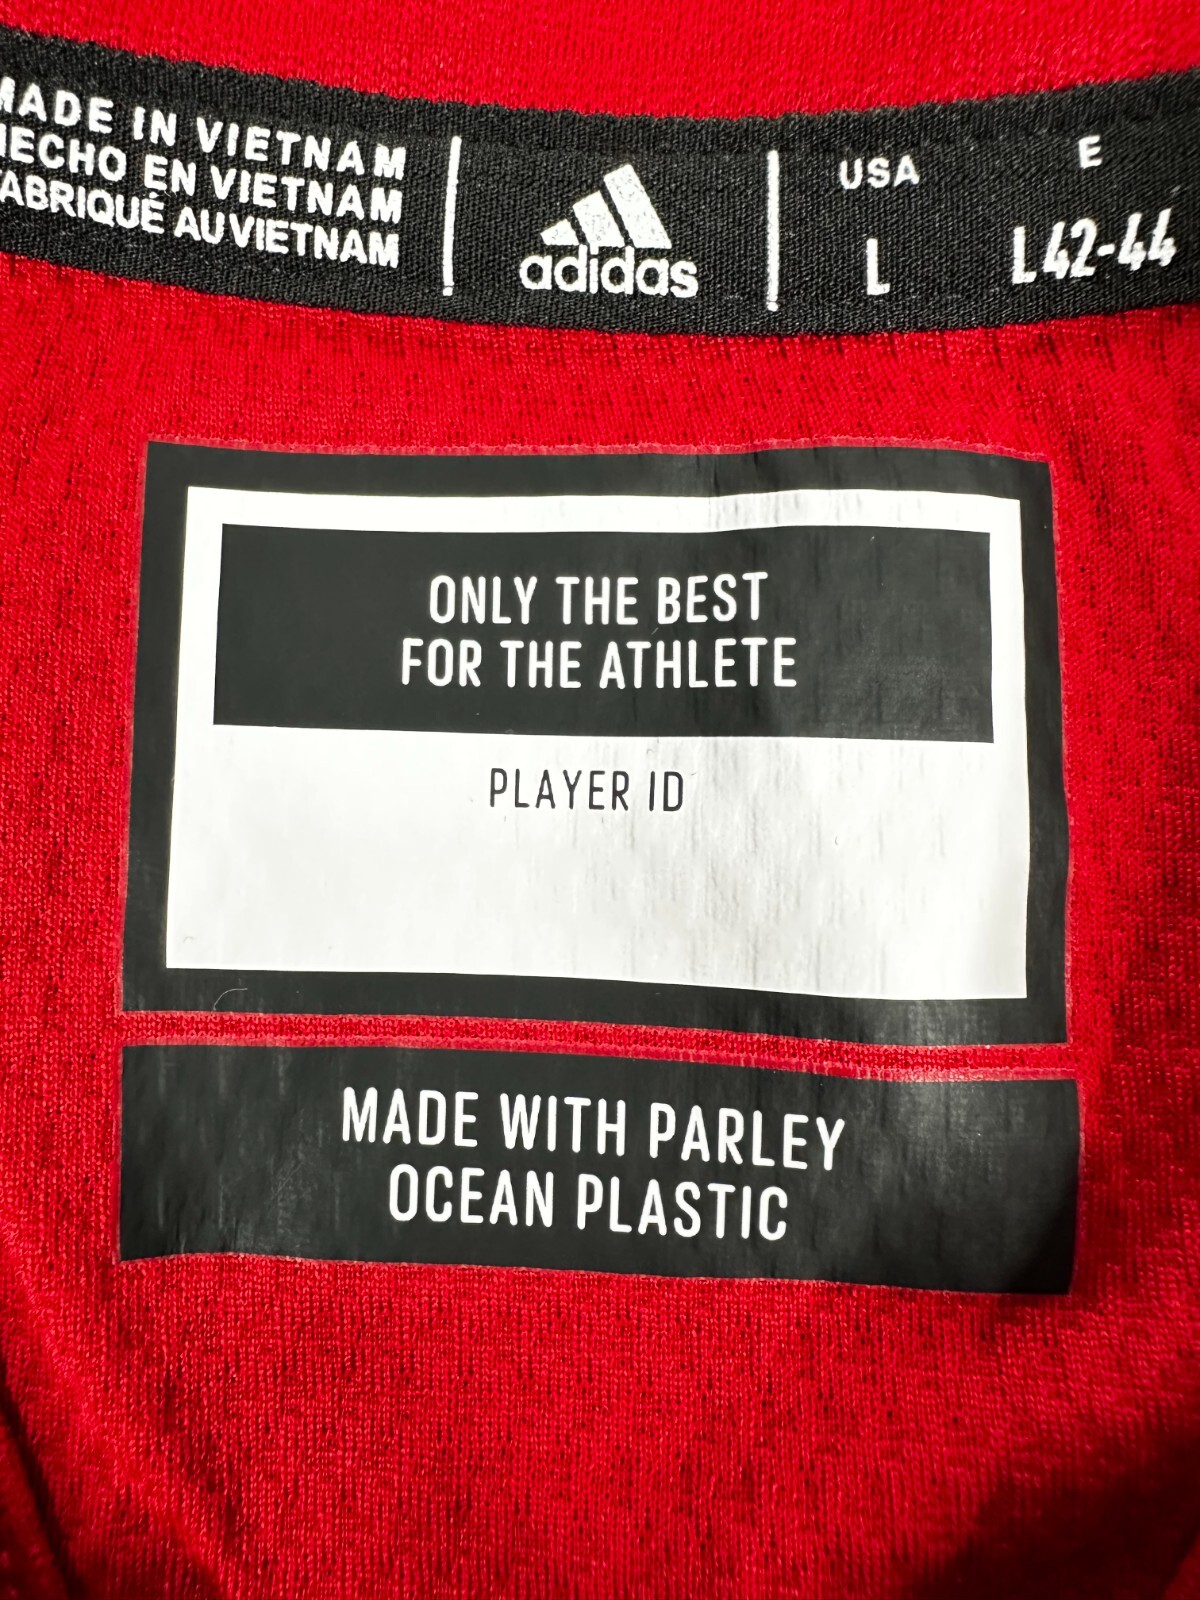 MADE IN VIETNAM
HECHO EN VIETNAM
FABRIQUÉ AU VIETNAM
adidas
USA E
L L 42-44
ONLY THE BEST
FOR THE ATHLETE
PLAYER ID
MADE WITH PARLEY
OCEAN PLASTIC